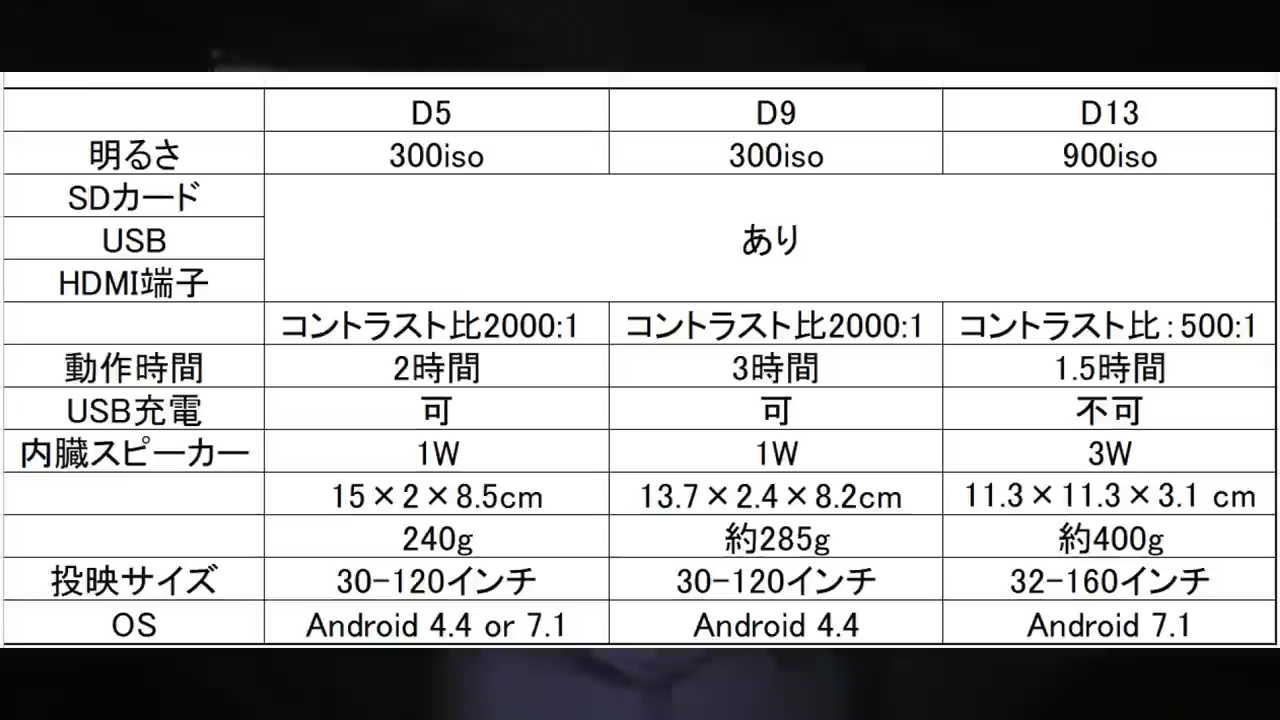 D5 D9 D13
明るさ 300iso 300iso 900iso
SDカード
USB あり
HDMI端子
コントラスト比2000:1 コントラスト比2000:1 コントラスト比:500:1
動作時間 2時間 3時間 1.5時間
USB充電 可 可 不可
内臓スピーカー 1W 1W 3W
15×2×8.5cm 13.7×2.4×8.2cm 11.3×11.3×3.1 cm
240g 約285g 約400g
投映サイズ 30-120インチ 30-120インチ 32-160インチ
OS Android 4.4 or 7.1 Android 4.4 Android 7.1